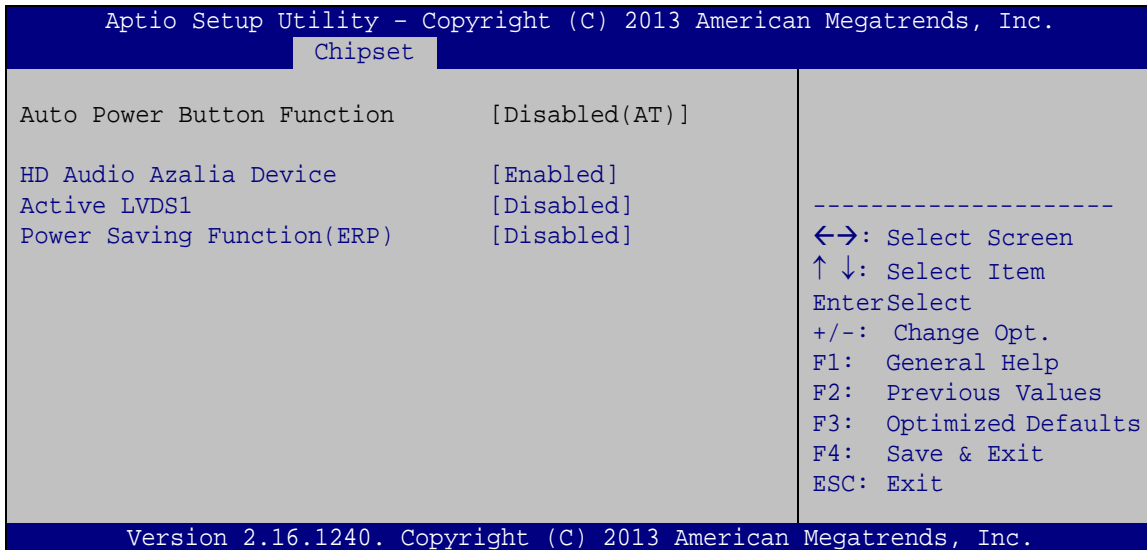 Aptio Setup Utility – Copyright (C) 2013 American Megatrends, Inc.
Chipset
Auto Power Button Function [Disabled(AT)]
HD Audio Azalia Device [Enabled]
Active LVDS1 [Disabled]
Power Saving Function(ERP) [Disabled]
---------------------
←→: Select Screen
↑ ↓: Select Item
EnterSelect
+/-: Change Opt.
F1: General Help
F2: Previous Values
F3: Optimized Defaults
F4: Save & Exit
ESC: Exit
Version 2.16.1240. Copyright (C) 2013 American Megatrends, Inc.